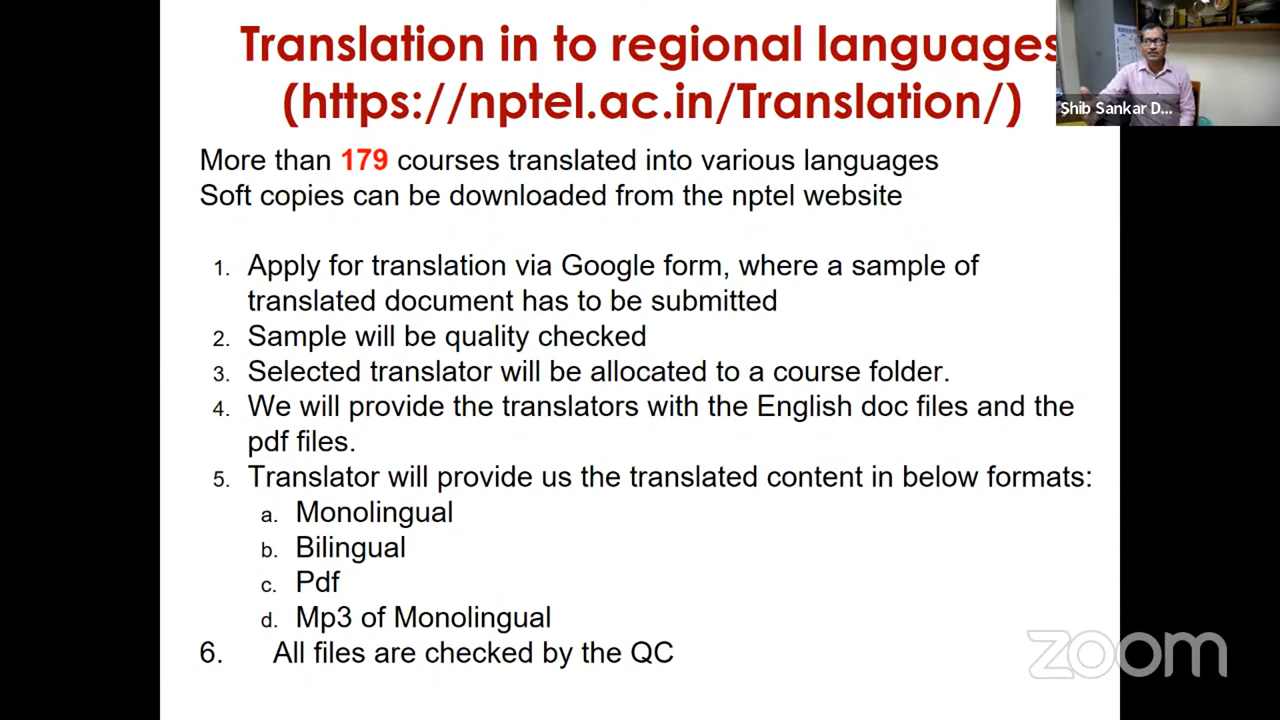 Translation in to regional languages
(https://nptel.ac.in/Translation/)
Shib Sankar D...
More than 179 courses translated into various languages
Soft copies can be downloaded from the nptel website
1. Apply for translation via Google form, where a sample of
translated document has to be submitted
2. Sample will be quality checked
3. Selected translator will be allocated to a course folder.
4. We will provide the translators with the English doc files and the
pdf files.
5. Translator will provide us the translated content in below formats:
a. Monolingual
b. Bilingual
c. Pdf
d. Mp3 of Monolingual
6. All files are checked by the QC
zoom